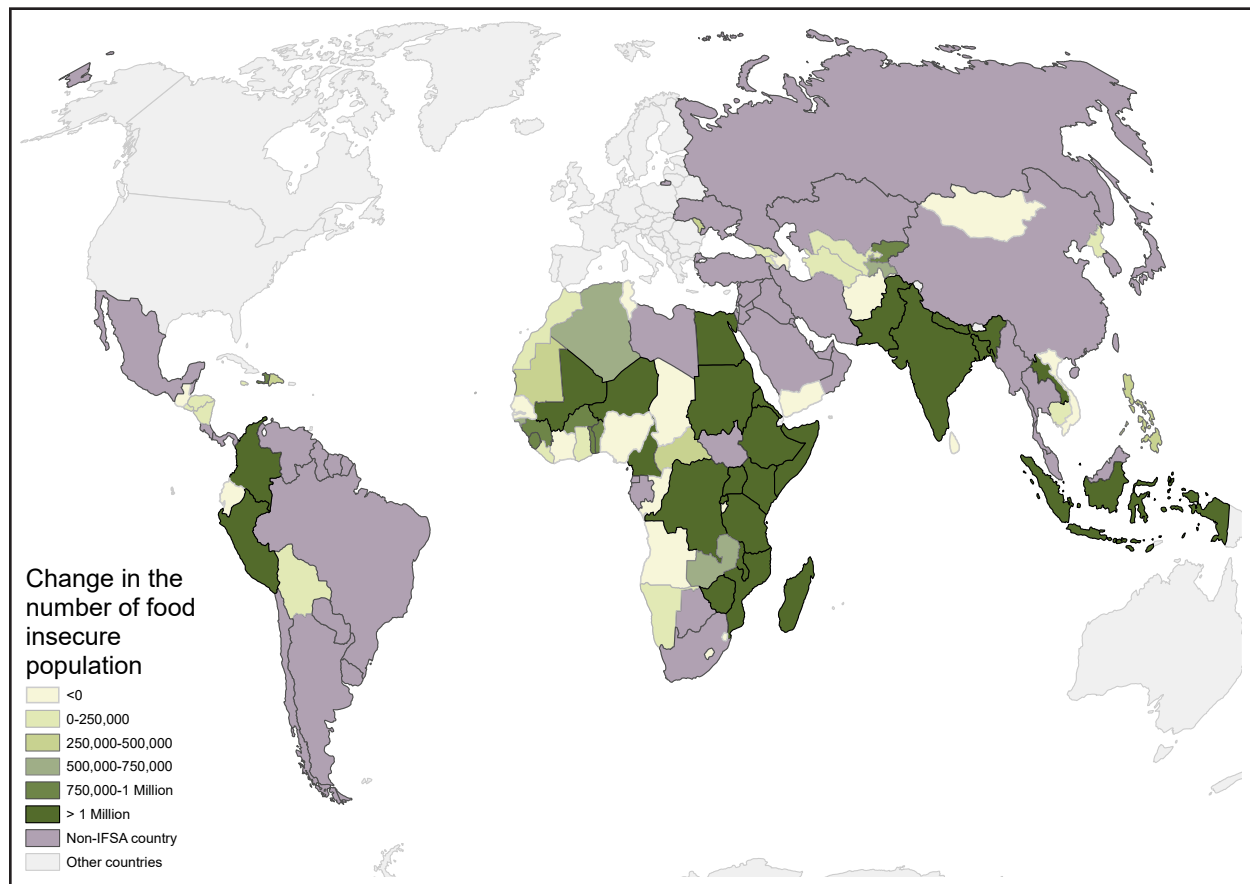 Change in the
number of food
insecure
population
<0
0-250,000
250,000-500,000
500,000-750,000
750,000-1 Million
> 1 Million
Non-IFSA country
Other countries